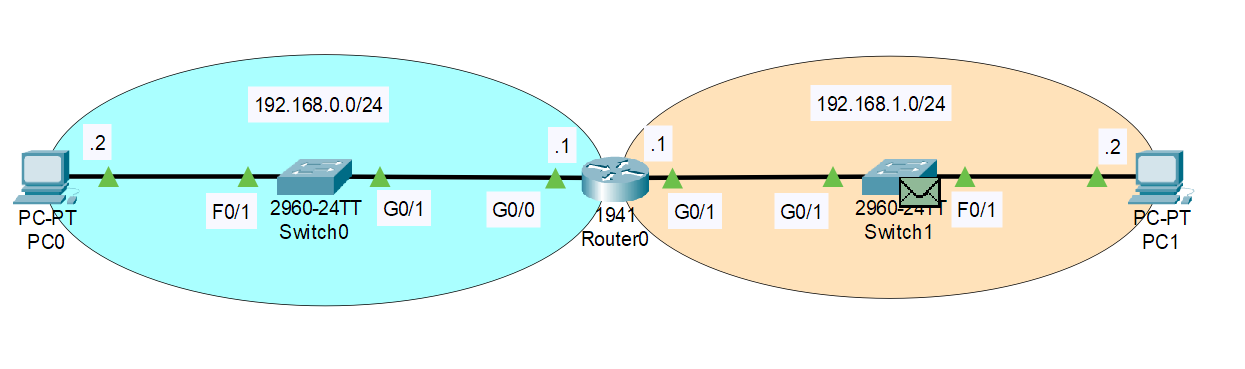 192.168.0.0/24
192.168.1.0/24
.2
.1
.1
.2
F0/1
G0/1
G0/0
G0/1
G0/1
F0/1
PC-PT
PC0
2960-24TT
Switch0
1941
Router0
2960-24TT
Switch1
PC-PT
PC1